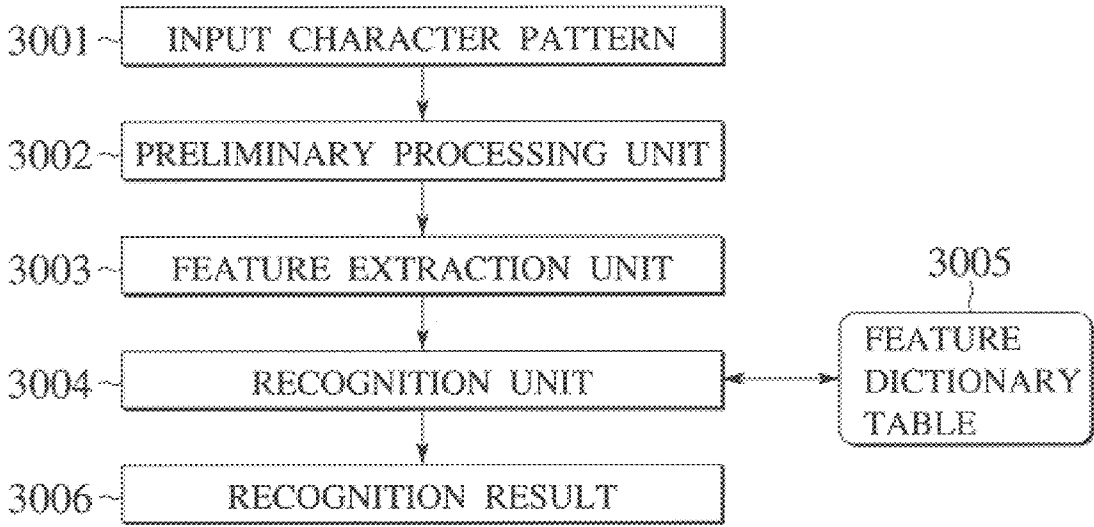 3001 INPUT CHARACTER PATTERN
3002 PRELIMINARY PROCESSING UNIT
3003 FEATURE EXTRACTION UNIT
3005
3004 RECOGNITION UNIT
FEATURE
DICTIONARY
TABLE
3006 RECOGNITION RESULT